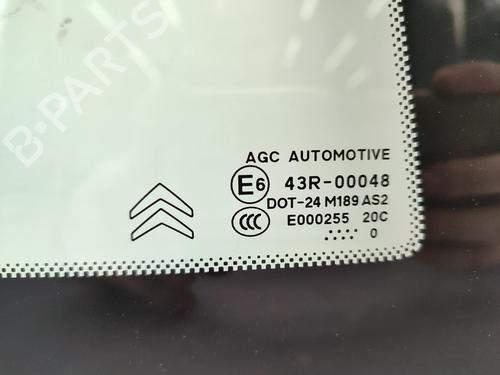 B-PARTS
AGC AUTOMOTIVE
E6 43R-00048
DOT-24 M189 AS2
CCC E000255 20C
0